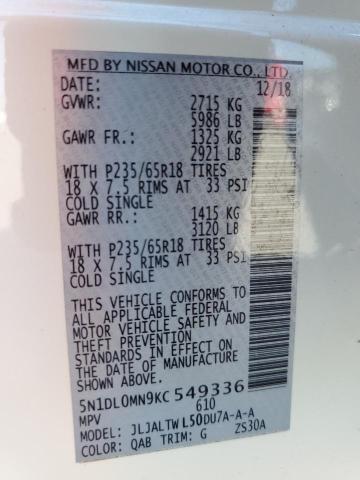 MFD BY NISSAN MOTOR CO., LTD.
DATE: 12/18
GVWR: 2715 KG
5986 LB
GAWR FR.: 1325 KG
2921 LB
WITH P235/65R18 TIRES
18 X 7.5 RIMS AT 33 PSI
COLD SINGLE
GAWR RR.: 1415 KG
3120 LB
WITH P235/65R18 TIRES
18 X 7.5 RIMS AT 33 PSI
COLD SINGLE
THIS VEHICLE CONFORMS TO
ALL APPLICABLE FEDERAL
MOTOR VEHICLE SAFETY AND
THEFT PREVENTION
STANDARDS IN EFFECT ON
THE DATE OF MANUFACTURE
SHOWN ABOVE.
5N1DL0MN9KC549336
MPV 610
MODEL: JLJALTWL50DU7A-A-A
COLOR: QAB TRIM: G ZS30A